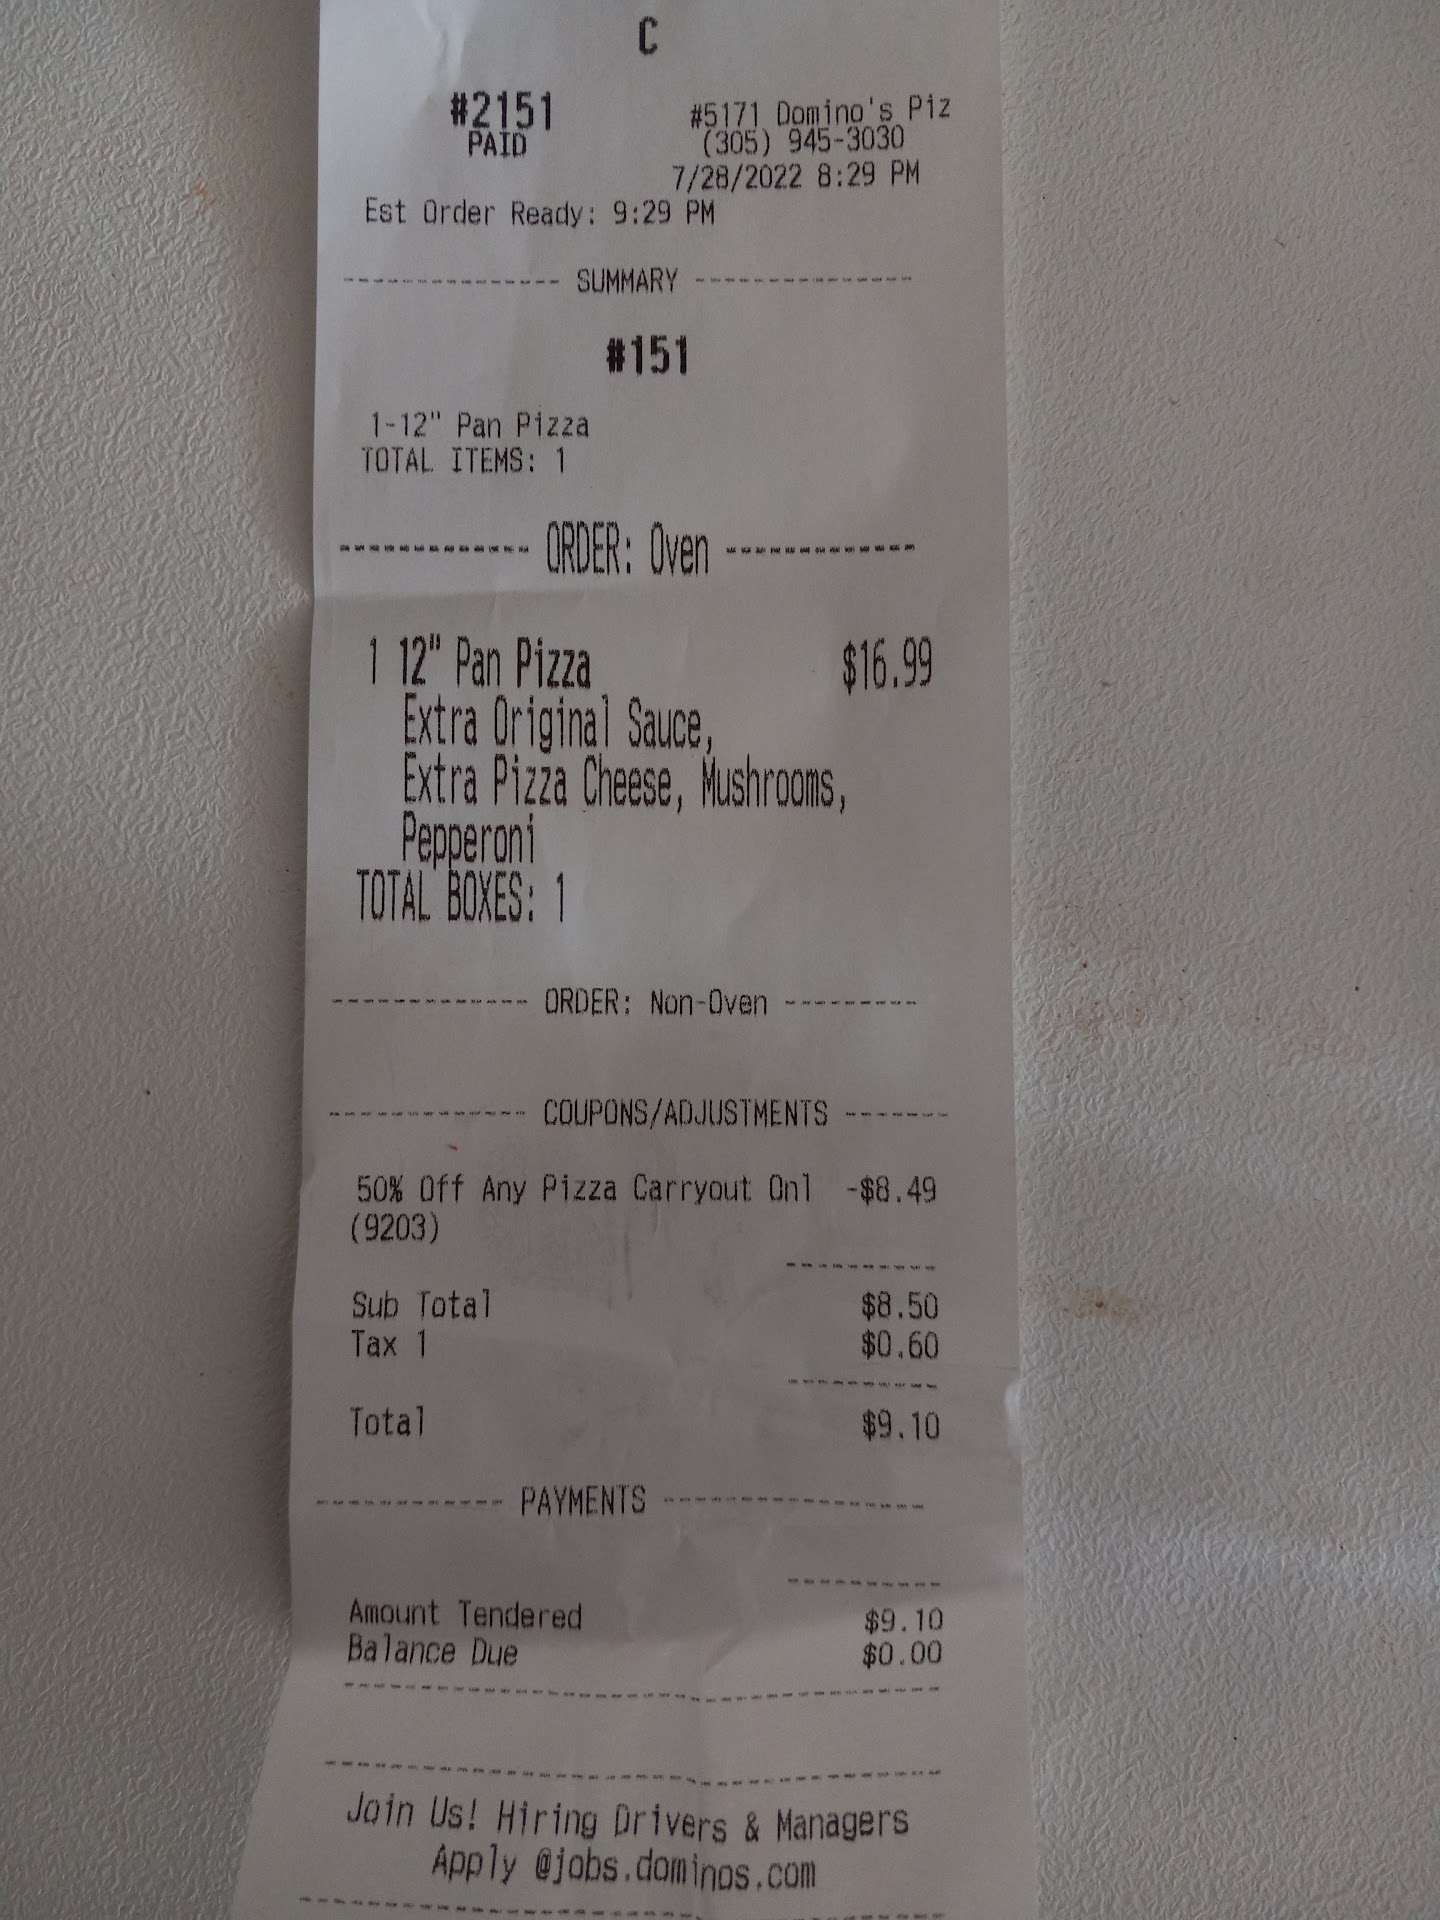 C
#2151 #5171 Domino's Piz
PAID (305) 945-3030
7/28/2022 8:29 PM
Est Order Ready: 9:29 PM
--------------- SUMMARY ---------------
#151
1-12" Pan Pizza
TOTAL ITEMS: 1
------------- ORDER: Oven -------------
1 12" Pan Pizza $16.99
Extra Original Sauce,
Extra Pizza Cheese, Mushrooms,
Pepperoni
TOTAL BOXES: 1
------------- ORDER: Non-Oven ---------
------------- COUPONS/ADJUSTMENTS -------
50% Off Any Pizza Carryout Onl -$8.49
(9203)
----------
Sub Total $8.50
Tax 1 $0.60
----------
Total $9.10
------------- PAYMENTS ------------------
----------
Amount Tendered $9.10
Balance Due $0.00
----------------------------------------
----------------------------------------
Join Us! Hiring Drivers & Managers
Apply @jobs.dominos.com
----------------------------------------